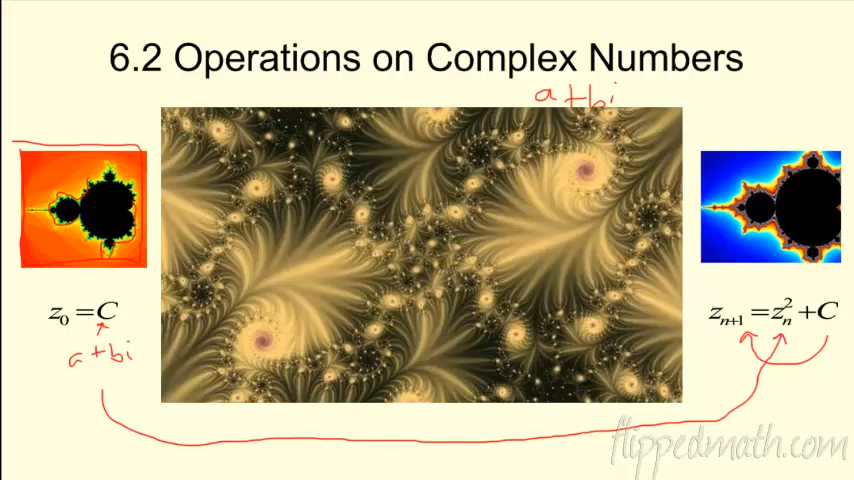 6.2 Operations on Complex Numbers
a + bi
z₀ = C
zₙ₊₁ = zₙ² + C
a + bi
flippedmath.com